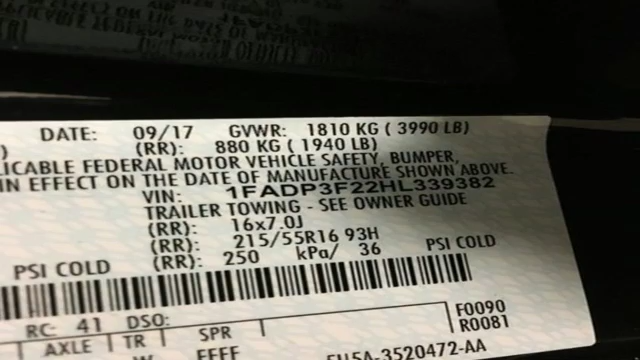 DATE: 09/17 GVWR: 1810 KG ( 3990 LB)
) (RR): 880 KG ( 1940 LB)
LICABLE FEDERAL MOTOR VEHICLE SAFETY, BUMPER,
IN EFFECT ON THE DATE OF MANUFACTURE SHOWN ABOVE.
VIN: 1FADP3F22HL339382
TRAILER TOWING - SEE OWNER GUIDE
(RR): 16x7.0J
(RR): 215/55R16 93H
PSI COLD (RR): 250 kPa/ 36 PSI COLD
F0090
RC: 41 DSO: R0081
AXLE TR SPR
FFFF 3520472-AA